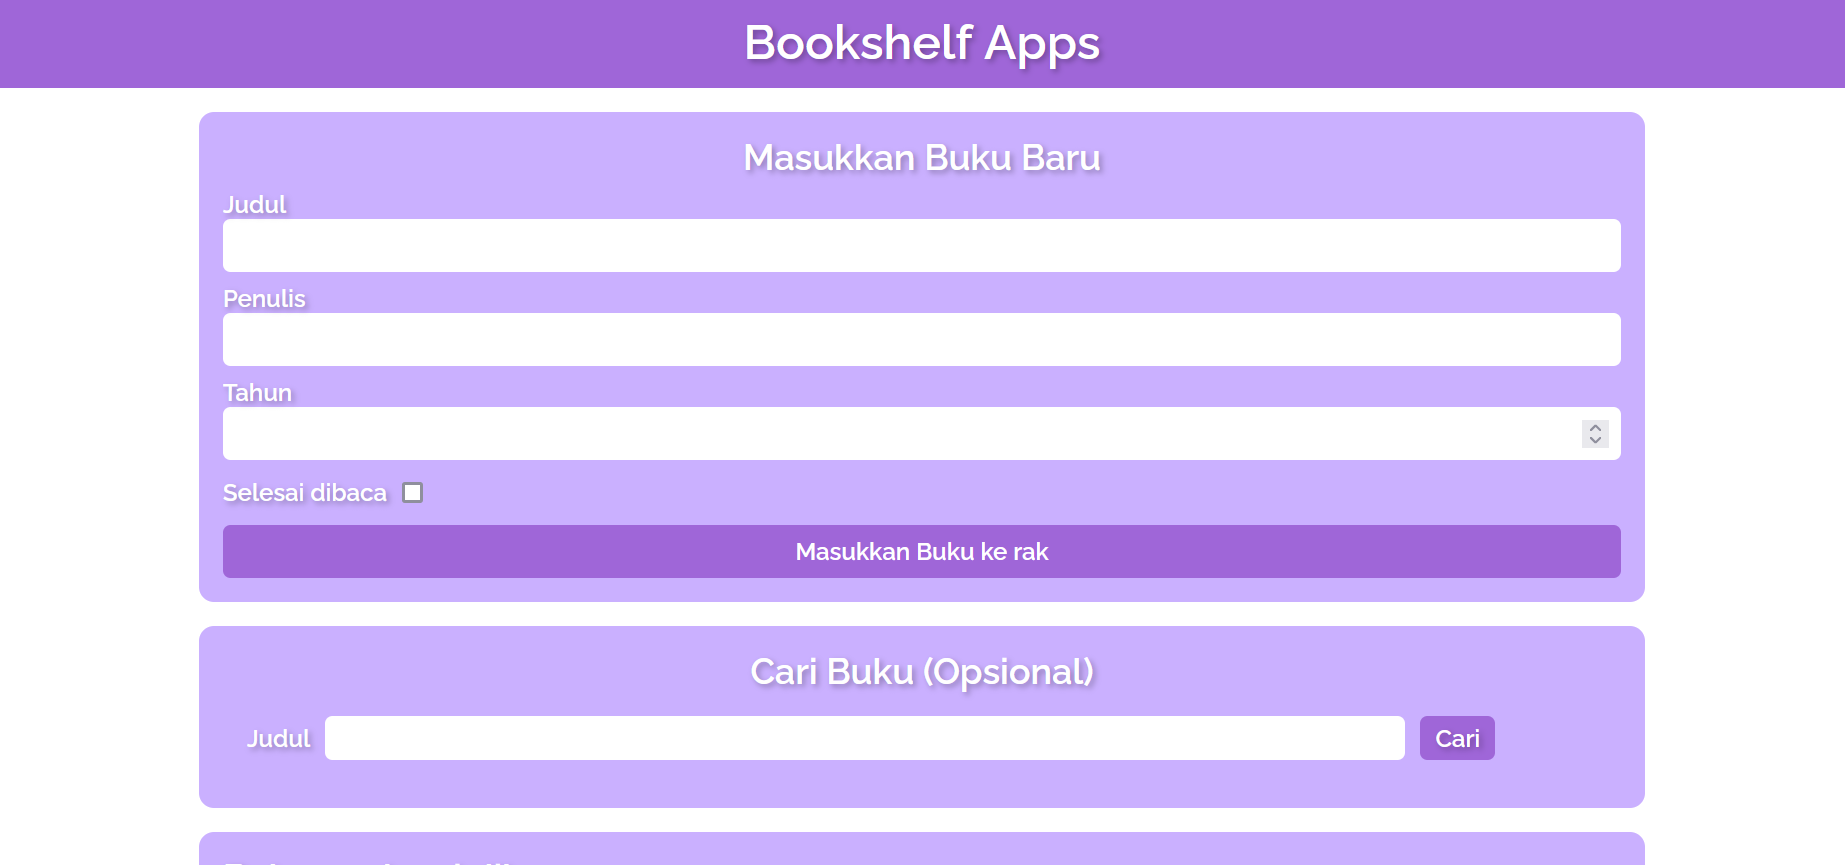 Bookshelf Apps
Masukkan Buku Baru
Judul
Penulis
Tahun
Selesai dibaca
Masukkan Buku ke rak
Cari Buku (Opsional)
Judul
Cari